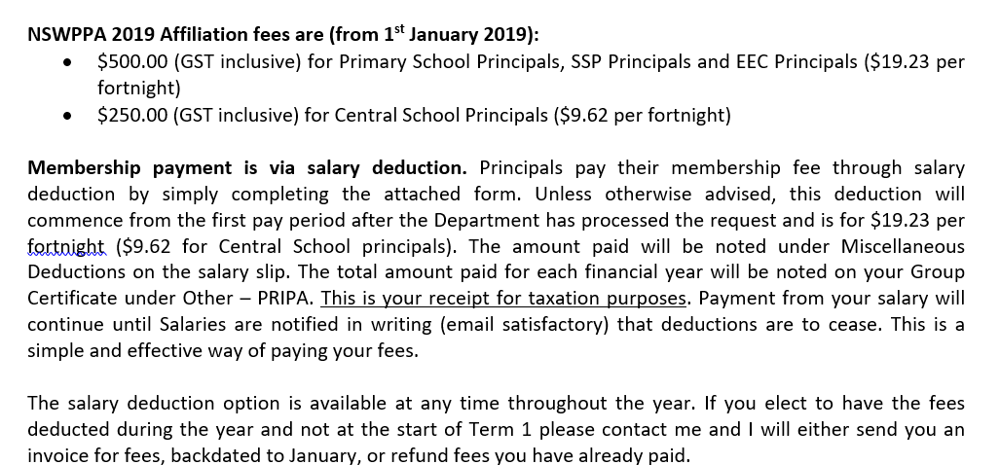 NSWPPA 2019 Affiliation fees are (from 1st January 2019):
• $500.00 (GST inclusive) for Primary School Principals, SSP Principals and EEC Principals ($19.23 per
fortnight)
• $250.00 (GST inclusive) for Central School Principals ($9.62 per fortnight)
Membership payment is via salary deduction. Principals pay their membership fee through salary
deduction by simply completing the attached form. Unless otherwise advised, this deduction will
commence from the first pay period after the Department has processed the request and is for $19.23 per
fortnight ($9.62 for Central School principals). The amount paid will be noted under Miscellaneous
Deductions on the salary slip. The total amount paid for each financial year will be noted on your Group
Certificate under Other – PRIPA. This is your receipt for taxation purposes. Payment from your salary will
continue until Salaries are notified in writing (email satisfactory) that deductions are to cease. This is a
simple and effective way of paying your fees.
The salary deduction option is available at any time throughout the year. If you elect to have the fees
deducted during the year and not at the start of Term 1 please contact me and I will either send you an
invoice for fees, backdated to January, or refund fees you have already paid.